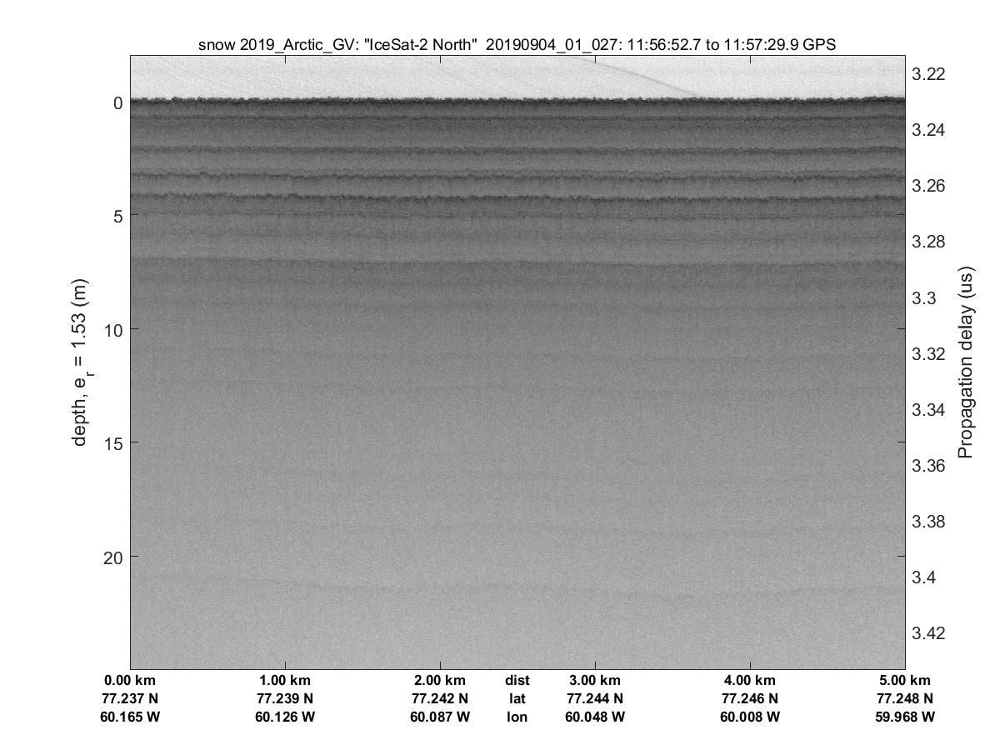 snow 2019_Arctic_GV: "IceSat-2 North"  20190904_01_027: 11:56:52.7 to 11:57:29.9 GPS
0
5
10
15
20
depth, e_r = 1.53 (m)
3.22
3.24
3.26
3.28
3.3
3.32
3.34
3.36
3.38
3.4
3.42
Propagation delay (us)
0.00 km 1.00 km 2.00 km dist 3.00 km 4.00 km 5.00 km
77.237 N 77.239 N 77.242 N lat 77.244 N 77.246 N 77.248 N
60.165 W 60.126 W 60.087 W lon 60.048 W 60.008 W 59.968 W